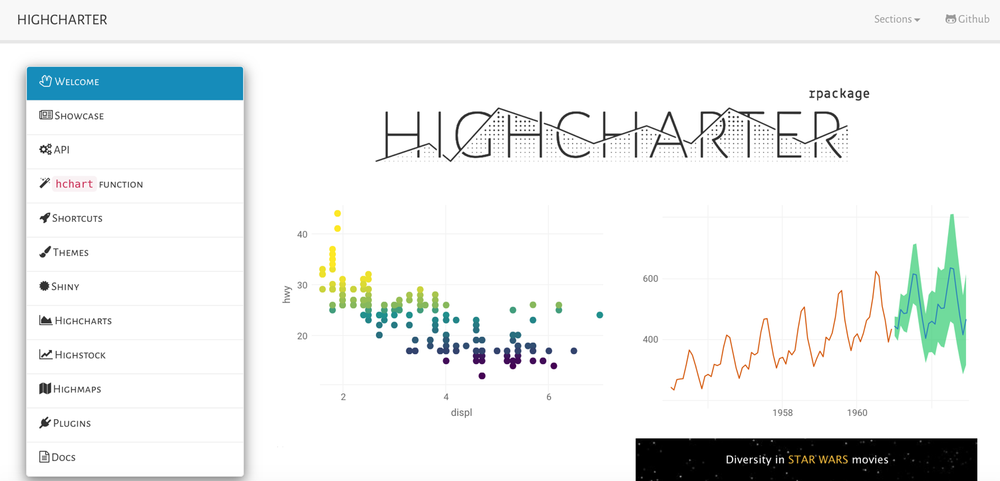 HIGHCHARTER
Sections
Github
Welcome
Showcase
API
hchart function
Shortcuts
Themes
Shiny
Highcharts
Highstock
Highmaps
Plugins
Docs
rpackage
HIGHCHARTER
hwy
40
30
20
2 4 6
displ
600
400
1958 1960
Diversity in STAR WARS movies